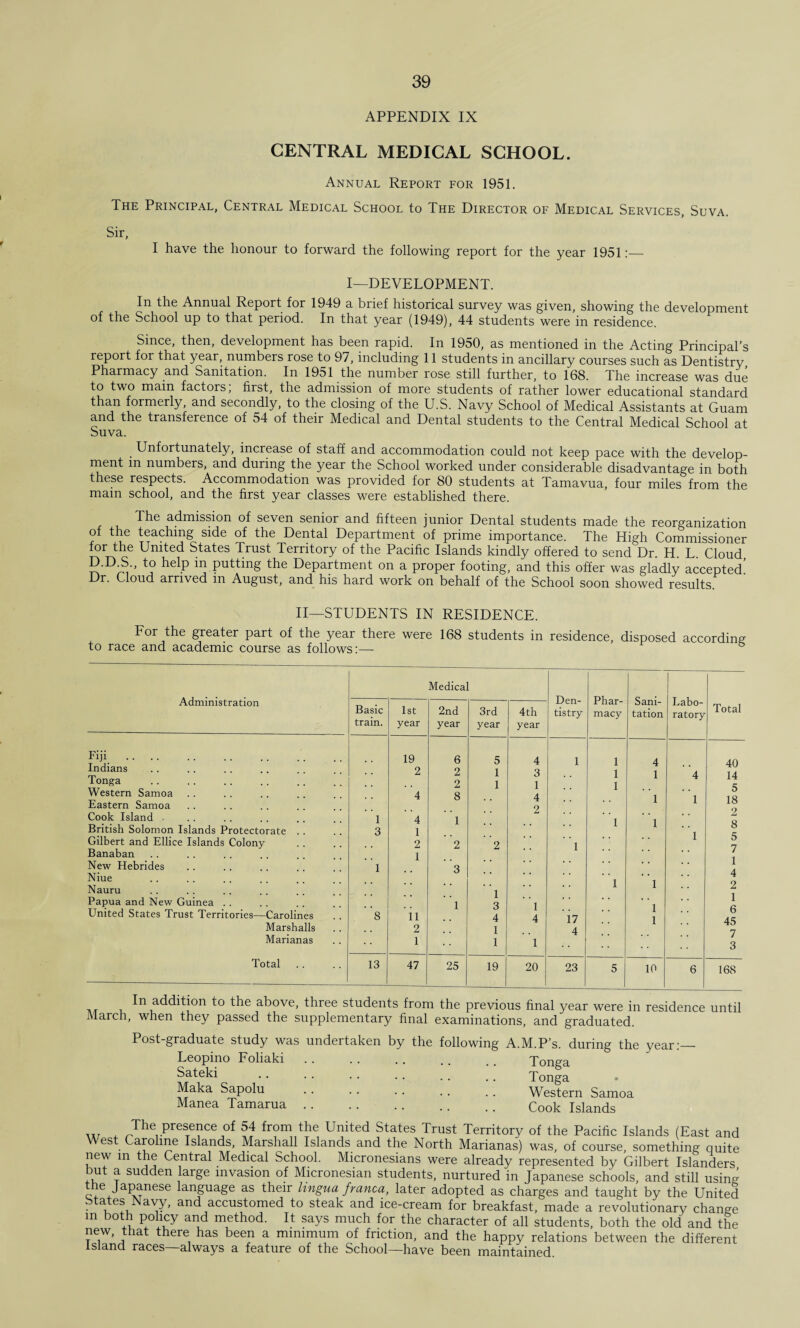 39
APPENDIX IX
CENTRAL MEDICAL SCHOOL.
Annual Report for 1951.
The Principal, Central Medical School to The Director of Medical Services, Suva.
Sir,
I have the honour to forward the following report for the year 1951:—
I—DEVELOPMENT.
In the Annual Report for 1949 a brief historical survey was given, showing the development
of the School up to that period. In that year (1949), 44 students were in residence.
Since, then, development has been rapid. In 1950, as mentioned in the Acting Principal's
report for that year, numbers rose to 97, including 11 students in ancillary courses such as Dentistry,
Pharmacy and Sanitation. In 1951 the number rose still further, to 168. The increase was due
to two main factors; first, the admission of more students of rather lower educational standard
than formerly, and secondly, to the closing of the U.S. Navy School of Medical Assistants at Guam
and the transference of 54 of their Medical and Dental students to the Central Medical School at
Suva.
Unfortunately, increase of staff and accommodation could not keep pace with the develop-
ment in numbers, and during the year the School worked under considerable disadvantage in both
these respects. Accommodation was provided for 80 students at Tamavua, four miles from the
main school, and the first year classes were established there.
The admission of seven senior and fifteen junior Dental students made the reorganization
of the teaching side of the Dental Department of prime importance. The High Commissioner
for the United States Trust Territory of the Pacific Islands kindly offered to send Dr. H. L. Cloud,
D.D.S., to help in putting the Department on a proper footing, and this offer was gladly accepted.
Dr. Cloud arrived in August, and his hard work on behalf of the School soon showed results.
II—STUDENTS IN RESIDENCE.
For the greater part of the year there were 168 students in residence, disposed according
to race and academic course as follows:—
Administration | Medical | Den-tistry | Phar-macy | Sani-tation | Labo-ratory | Total
Basic train. | 1st year | 2nd year | 3rd year | 4th year
Fiji .. .. | .. | 19 | 6 | 5 | 4 | 1 | 1 | 4 | .. | 40
Indians | .. | 2 | 2 | 1 | 3 | .. | 1 | 1 | 4 | 14
Tonga | .. | .. | 2 | 1 | 1 | .. | 1 | .. | .. | 5
Western Samoa | .. | 4 | 8 | .. | 4 | .. | .. | 1 | 1 | 18
Eastern Samoa | .. | .. | .. | .. | 2 | .. | .. | .. | .. | 2
Cook Island | 1 | 4 | 1 | .. | .. | .. | 1 | 1 | .. | 8
British Solomon Islands Protectorate | 3 | 1 | .. | .. | .. | .. | .. | .. | 1 | 5
Gilbert and Ellice Islands Colony | .. | 2 | 2 | 2 | .. | 1 | .. | .. | .. | 7
Banaban | .. | 1 | .. | .. | .. | .. | .. | .. | .. | 1
New Hebrides | 1 | .. | 3 | .. | .. | .. | .. | .. | .. | 4
Niue | .. | .. | .. | .. | .. | .. | 1 | 1 | .. | 2
Nauru | .. | .. | .. | 1 | .. | .. | .. | .. | .. | 1
Papua and New Guinea | .. | .. | 1 | 3 | 1 | .. | .. | 1 | .. | 6
United States Trust Territories—Carolines | 8 | 11 | .. | 4 | 4 | 17 | .. | 1 | .. | 45
Marshalls | .. | 2 | .. | 1 | .. | 4 | .. | .. | .. | 7
Marianas | .. | 1 | .. | 1 | 1 | .. | .. | .. | .. | 3
Total | 13 | 47 | 25 | 19 | 20 | 23 | 5 | 10 | 6 | 168
In addition to the above, three students from the previous final year were in residence until
March, when they passed the supplementary final examinations, and graduated.
Post-graduate study was undertaken by the following A.M.P's. during the year:—
Leopino Foliaki .. .. .. .. .. Tonga
Sateki .. .. .. .. .. .. Tonga
Maka Sapolu .. .. .. .. .. Western Samoa
Manea Tamarua .. .. .. .. .. Cook Islands
The presence of 54 from the United States Trust Territory of the Pacific Islands (East and
West Caroline Islands, Marshall Islands and the North Marianas) was, of course, something quite
new in the Central Medical School. Micronesians were already represented by Gilbert Islanders,
but a sudden large invasion of Micronesian students, nurtured in Japanese schools, and still using
the Japanese language as their lingua franca, later adopted as charges and taught by the United
States Navy, and accustomed to steak and ice-cream for breakfast, made a revolutionary change
in both policy and method. It says much for the character of all students, both the old and the
new, that there has been a minimum of friction, and the happy relations between the different
Island races—always a feature of the School—have been maintained.